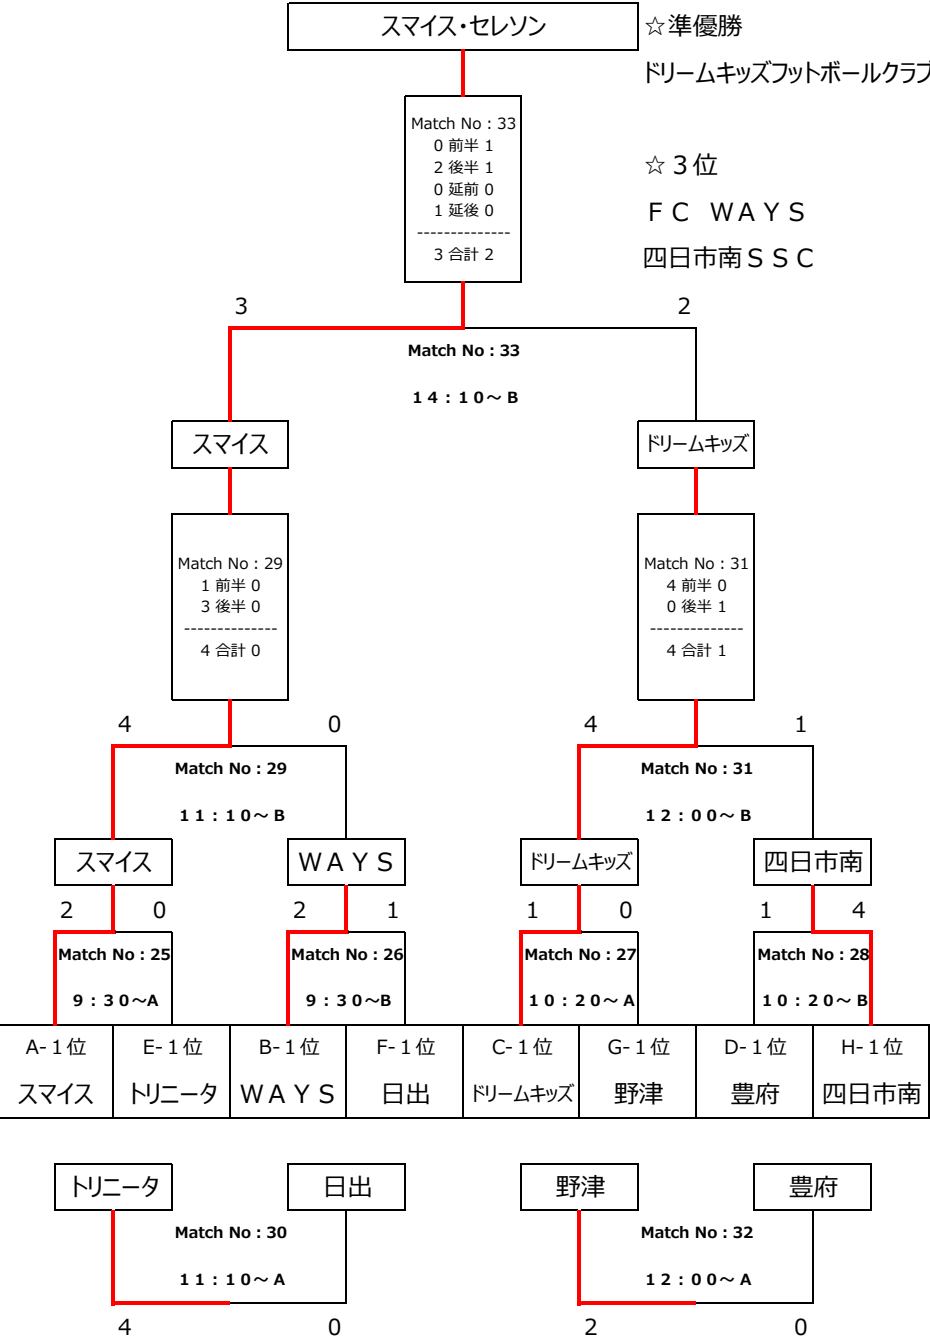 スマイス・セレソン
☆準優勝
ドリームキッズフットボールクラブ
Match No : 33
0 前半 1
2 後半 1
0 延前 0
1 延後 0
--------------
3 合計 2
☆３位
ＦＣ　ＷＡＹＳ
四日市南ＳＳＣ
3 2
Match No : 33
１４：１０～Ｂ
スマイス ドリームキッズ
Match No : 29
1 前半 0
3 後半 0
--------------
4 合計 0
Match No : 31
4 前半 0
0 後半 1
--------------
4 合計 1
4 0 4 1
Match No : 29 Match No : 31
１１：１０～Ｂ １２：００～Ｂ
スマイス ＷＡＹＳ ドリームキッズ 四日市南
2 0 2 1 1 0 1 4
Match No : 25 Match No : 26 Match No : 27 Match No : 28
９：３０～A ９：３０～B １０：２０～Ａ １０：２０～Ｂ
A-１位 E-１位 B-１位 F-１位 C-１位 G-１位 D-１位 H-１位
スマイス トリニータ ＷＡＹＳ 日出 ドリームキッズ 野津 豊府 四日市南
トリニータ 日出 野津 豊府
Match No : 30 Match No : 32
１１：１０～Ａ １２：００～Ａ
4 0 2 0